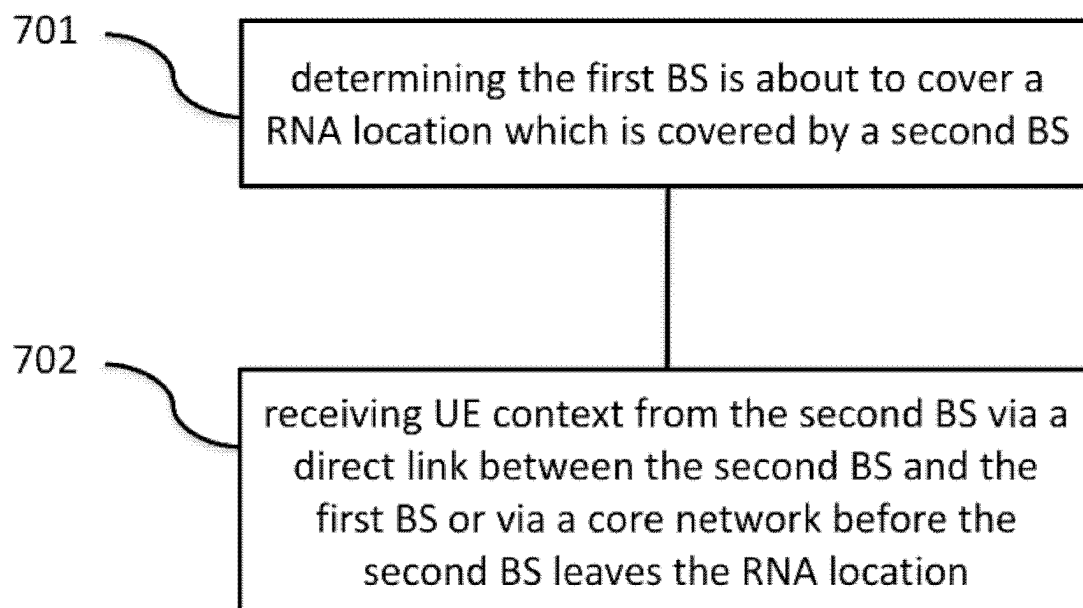 701
determining the first BS is about to cover a
RNA location which is covered by a second BS
702
receiving UE context from the second BS via a
direct link between the second BS and the
first BS or via a core network before the
second BS leaves the RNA location